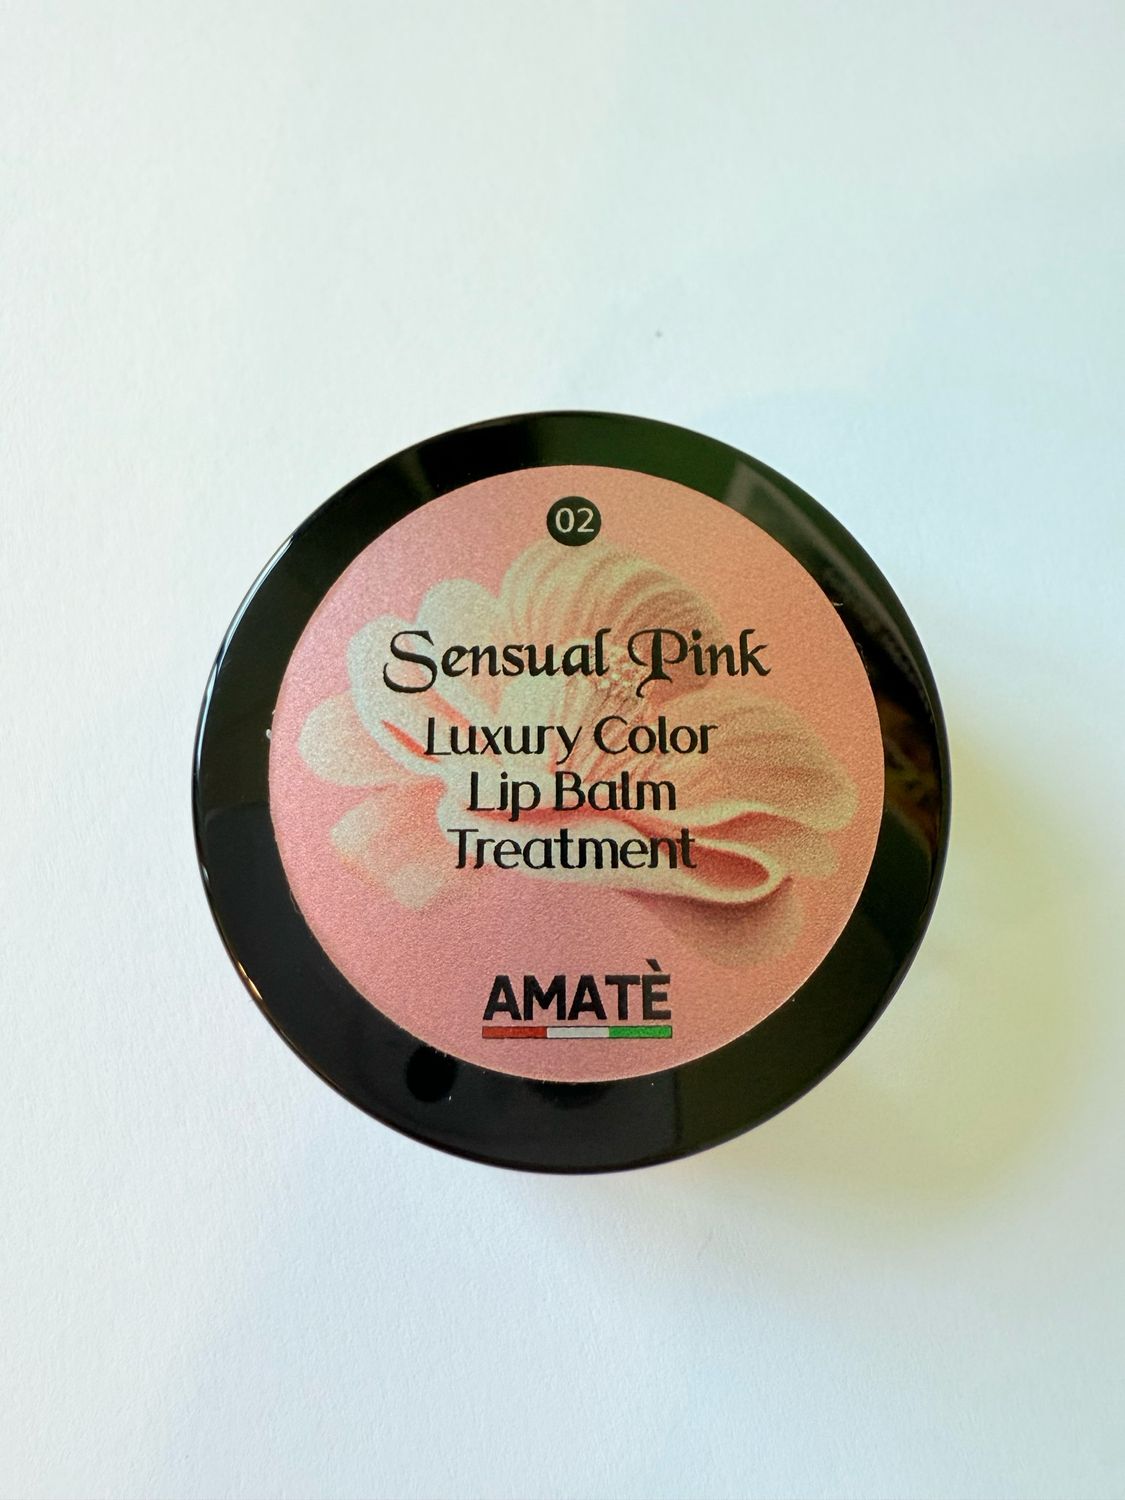 02
Sensual Pink
Luxury Color
Lip Balm
Treatment
AMATÈ